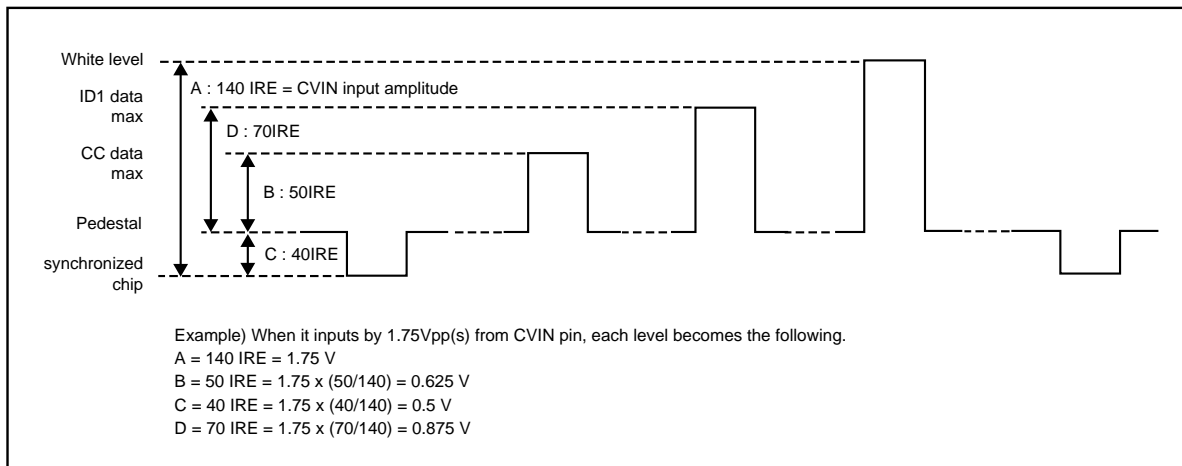 White level
A : 140 IRE = CVIN input amplitude
ID1 data
max
D : 70IRE
CC data
max
B : 50IRE
Pedestal
C : 40IRE
synchronized
chip
Example) When it inputs by 1.75Vpp(s) from CVIN pin, each level becomes the following.
A = 140 IRE = 1.75 V
B = 50 IRE = 1.75 x (50/140) = 0.625 V
C = 40 IRE = 1.75 x (40/140) = 0.5 V
D = 70 IRE = 1.75 x (70/140) = 0.875 V